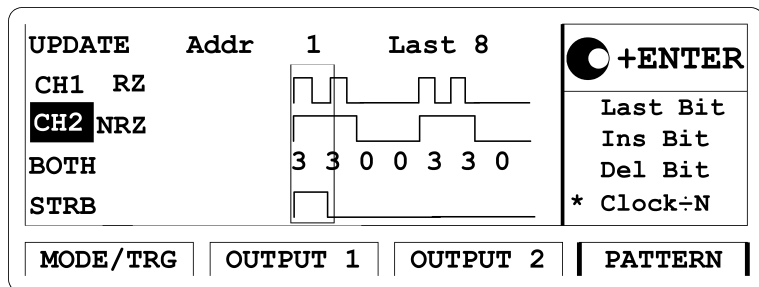 UPDATE Addr 1 Last 8
+ENTER
CH1 RZ
CH2 NRZ
BOTH 3 3 0 0 3 3 0
STRB
Last Bit
Ins Bit
Del Bit
* Clock÷N
MODE/TRG OUTPUT 1 OUTPUT 2 PATTERN